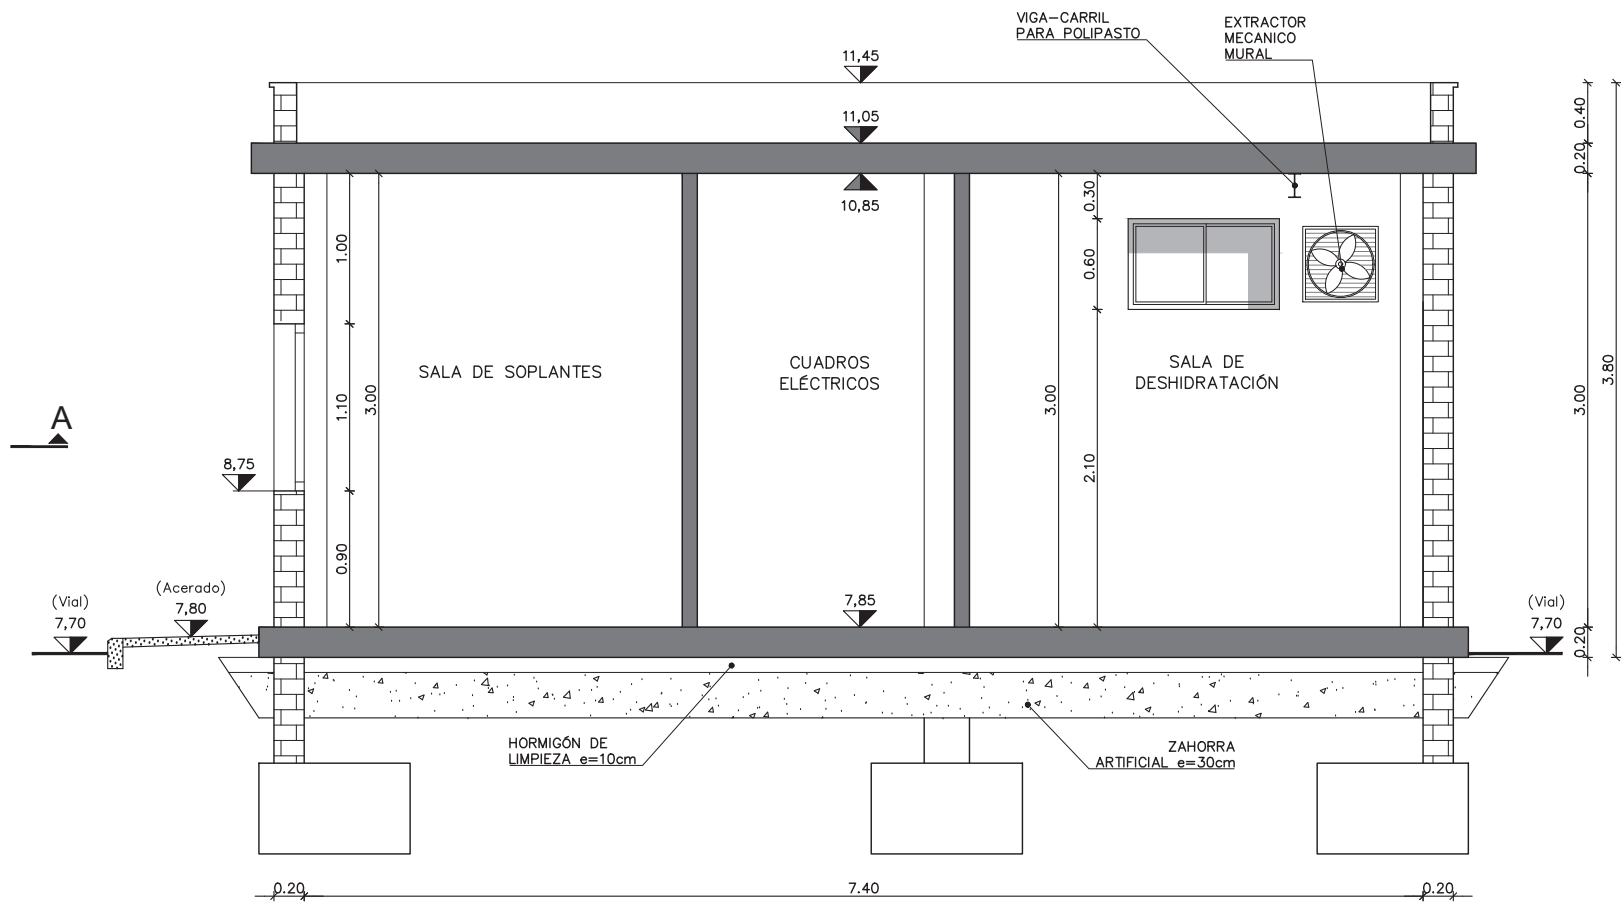 VIGA-CARRIL
PARA POLIPASTO
EXTRACTOR
MECANICO
MURAL
11,45
11,05
10,85
0.40
0.20
3.00
3.80
0.20
1.00
1.10
0.90
3.00
SALA DE SOPLANTES
CUADROS
ELÉCTRICOS
3.00
0.30
0.60
2.10
SALA DE
DESHIDRATACIÓN
A
8,75
(Vial)
7,70
(Acerado)
7,80
7,85
(Vial)
7,70
HORMIGÓN DE
LIMPIEZA e=10cm
ZAHORRA
ARTIFICIAL e=30cm
0.20
7.40
0.20